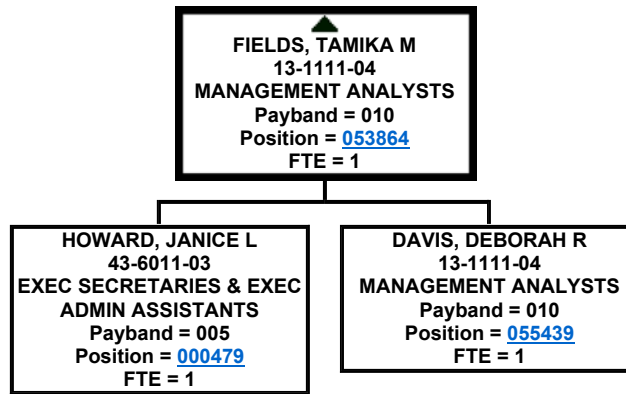 FIELDS, TAMIKA M
13-1111-04
MANAGEMENT ANALYSTS
Payband = 010
Position = 053864
FTE = 1
HOWARD, JANICE L
43-6011-03
EXEC SECRETARIES & EXEC
ADMIN ASSISTANTS
Payband = 005
Position = 000479
FTE = 1
DAVIS, DEBORAH R
13-1111-04
MANAGEMENT ANALYSTS
Payband = 010
Position = 055439
FTE = 1